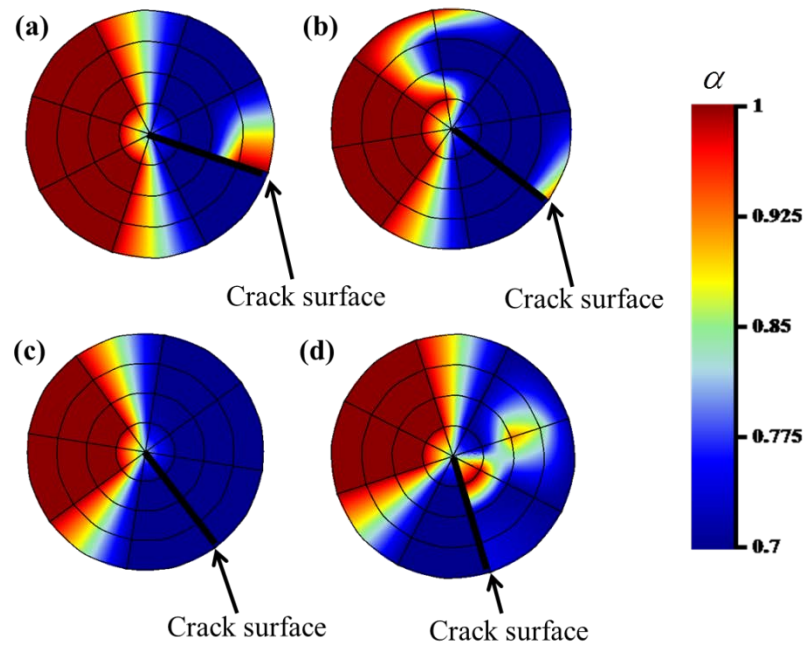 (a)
(b)
α
1
0.925
0.85
0.775
0.7
Crack surface
Crack surface
(c)
(d)
Crack surface
Crack surface